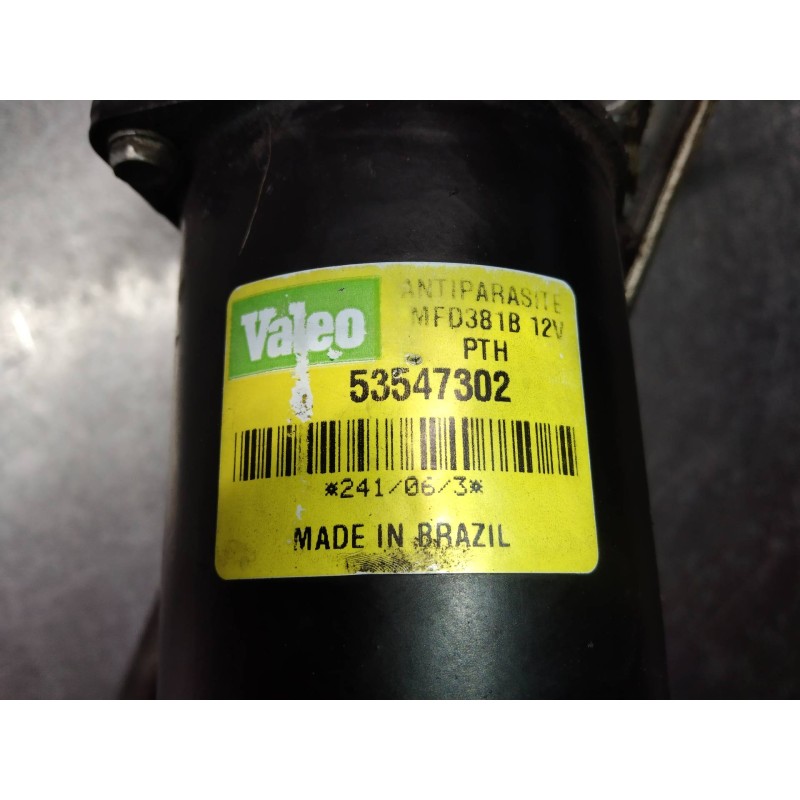 Valeo
ANTIPARASITE
MFD381B 12V
PTH
53547302
*241/06/3*
MADE IN BRAZIL